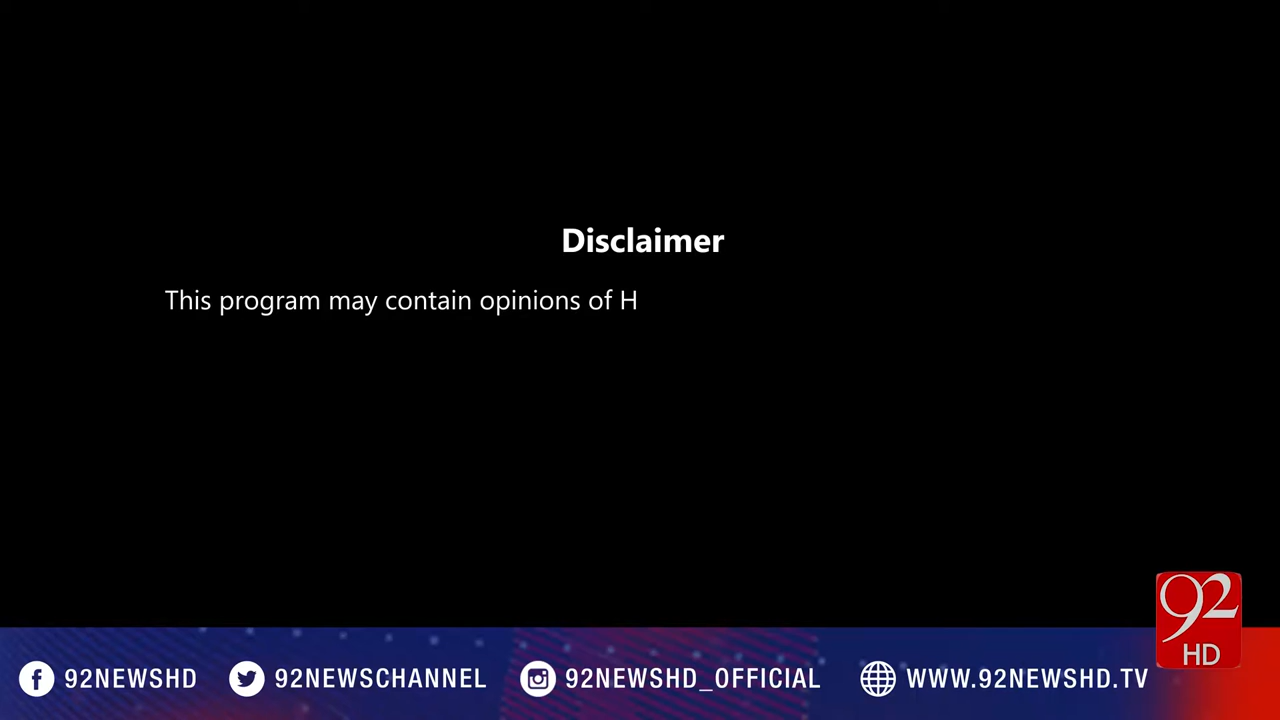 Disclaimer
This program may contain opinions of H
92
HD
92NEWSHD
92NEWSCHANNEL
92NEWSHD_OFFICIAL
WWW.92NEWSHD.TV